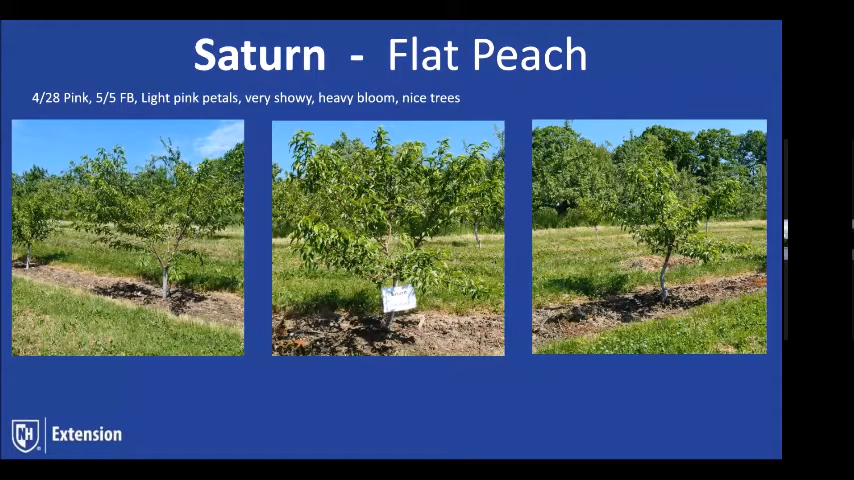 Saturn - Flat Peach
4/28 Pink, 5/5 FB, Light pink petals, very showy, heavy bloom, nice trees
NH Extension